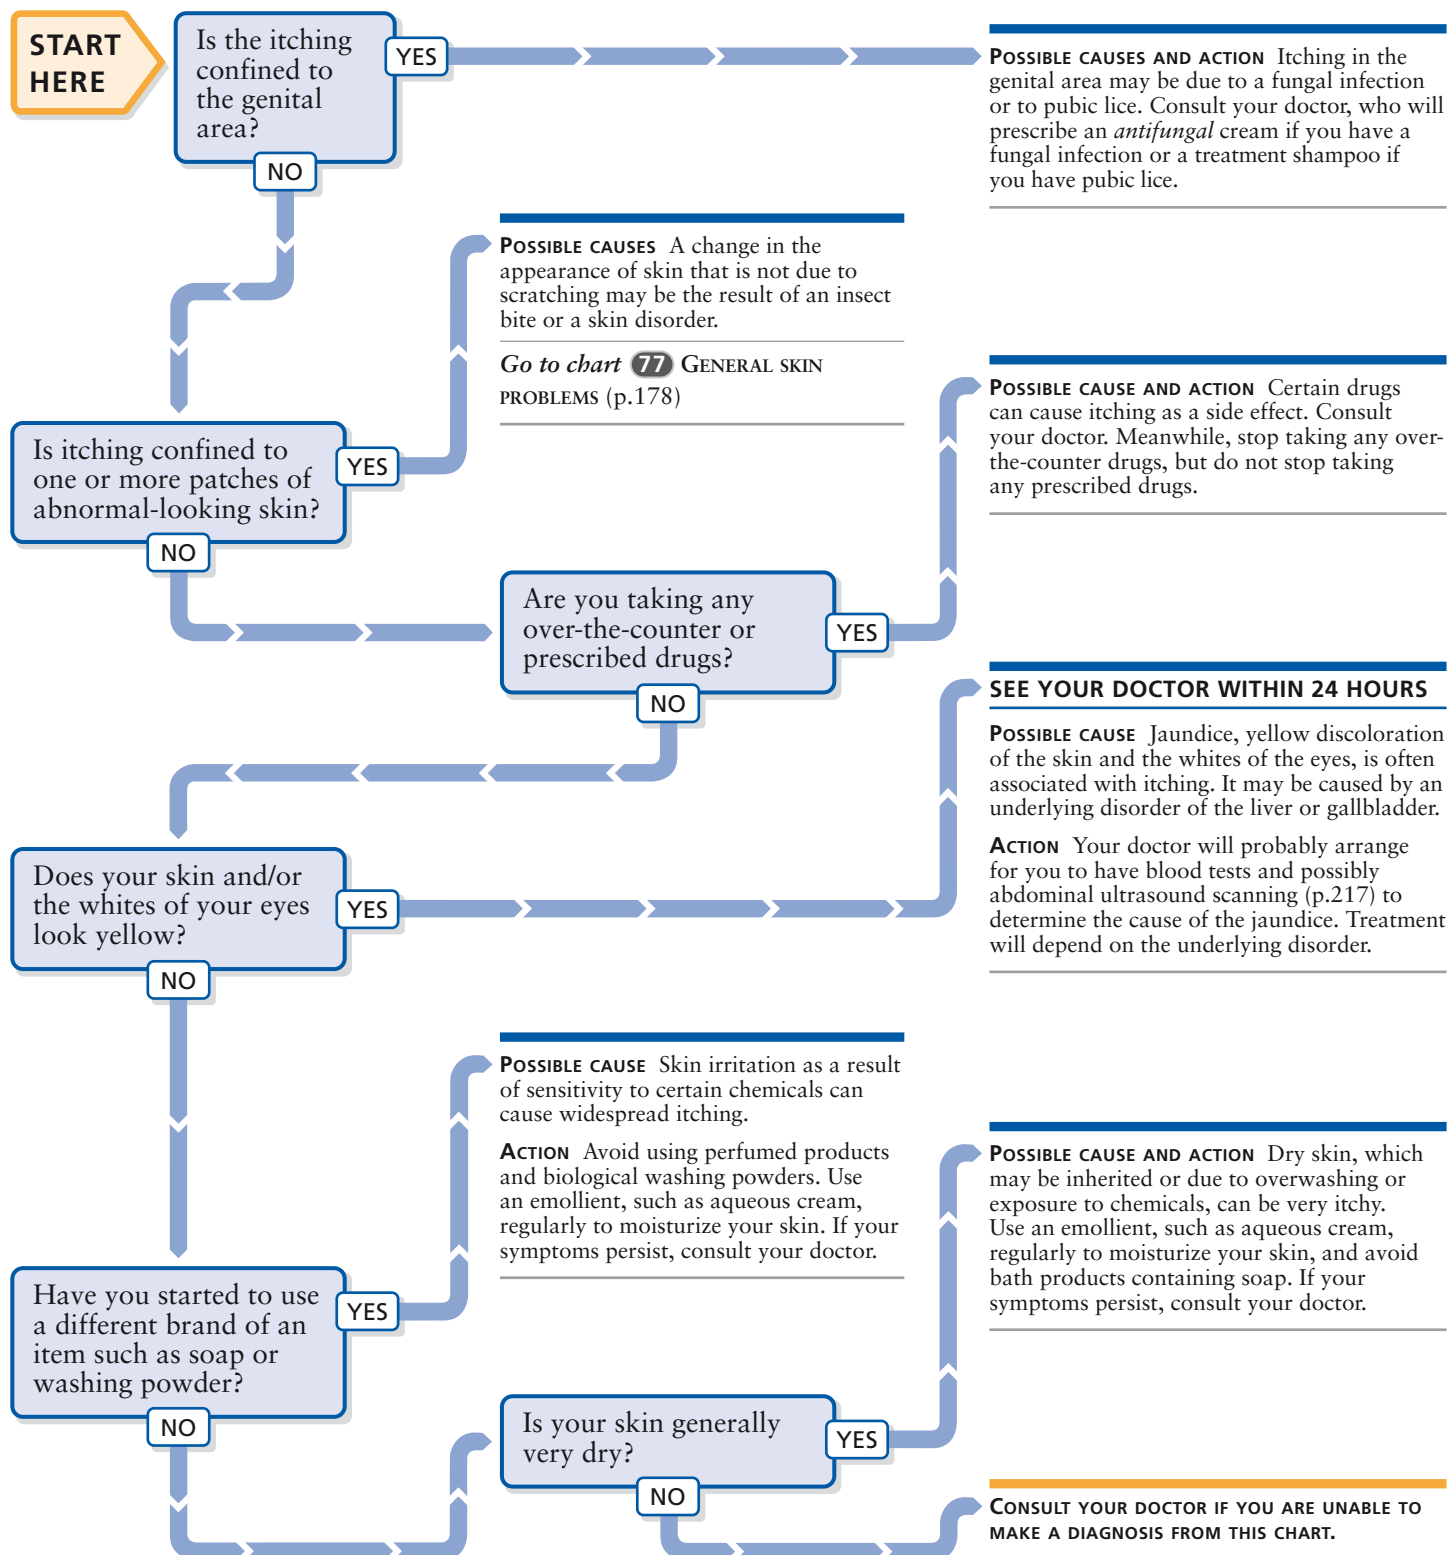 START
HERE
Is the itching
confined to
the genital
area?
YES
NO
POSSIBLE CAUSES AND ACTION Itching in the
genital area may be due to a fungal infection
or to pubic lice. Consult your doctor, who will
prescribe an antifungal cream if you have a
fungal infection or a treatment shampoo if
you have pubic lice.
Is itching confined to
one or more patches of
abnormal-looking skin?
YES
NO
POSSIBLE CAUSES A change in the
appearance of skin that is not due to
scratching may be the result of an insect
bite or a skin disorder.
Go to chart 77 GENERAL SKIN
PROBLEMS (p.178)
Are you taking any
over-the-counter or
prescribed drugs?
YES
NO
POSSIBLE CAUSE AND ACTION Certain drugs
can cause itching as a side effect. Consult
your doctor. Meanwhile, stop taking any over-
the-counter drugs, but do not stop taking
any prescribed drugs.
Does your skin and/or
the whites of your eyes
look yellow?
YES
NO
SEE YOUR DOCTOR WITHIN 24 HOURS
POSSIBLE CAUSE Jaundice, yellow discoloration
of the skin and the whites of the eyes, is often
associated with itching. It may be caused by an
underlying disorder of the liver or gallbladder.
ACTION Your doctor will probably arrange
for you to have blood tests and possibly
abdominal ultrasound scanning (p.217) to
determine the cause of the jaundice. Treatment
will depend on the underlying disorder.
Have you started to use
a different brand of an
item such as soap or
washing powder?
YES
NO
POSSIBLE CAUSE Skin irritation as a result
of sensitivity to certain chemicals can
cause widespread itching.
ACTION Avoid using perfumed products
and biological washing powders. Use
an emollient, such as aqueous cream,
regularly to moisturize your skin. If your
symptoms persist, consult your doctor.
Is your skin generally
very dry?
YES
NO
POSSIBLE CAUSE AND ACTION Dry skin, which
may be inherited or due to overwashing or
exposure to chemicals, can be very itchy.
Use an emollient, such as aqueous cream,
regularly to moisturize your skin, and avoid
bath products containing soap. If your
symptoms persist, consult your doctor.
CONSULT YOUR DOCTOR IF YOU ARE UNABLE TO
MAKE A DIAGNOSIS FROM THIS CHART.